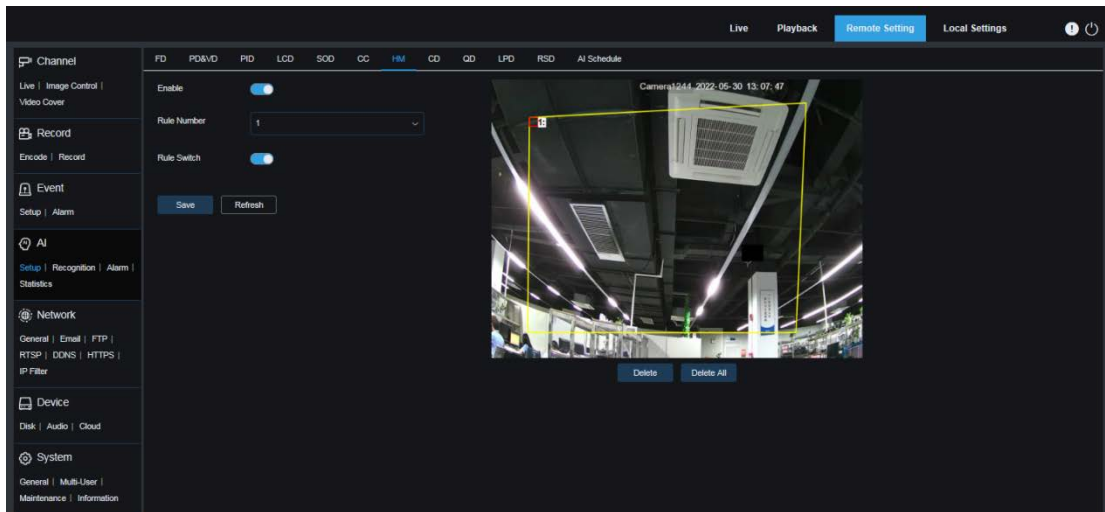 Live Playback Remote Setting Local Settings
Channel
Live | Image Control |
Video Cover
Record
Encode | Record
Event
Setup | Alarm
AI
Setup | Recognition | Alarm |
Statistics
Network
General | Email | FTP |
RTSP | DDNS | HTTPS |
IP Filter
Device
Disk | Audio | Cloud
System
General | Multi-User |
Maintenance | Information
FD PD&VD PID LCD SOD CC HM CD QD LPD RSD AI Schedule
Enable
Rule Number 1
Rule Switch
Save Refresh
Camera1244 2022-05-30 13:07:47
1:
Delete Delete All